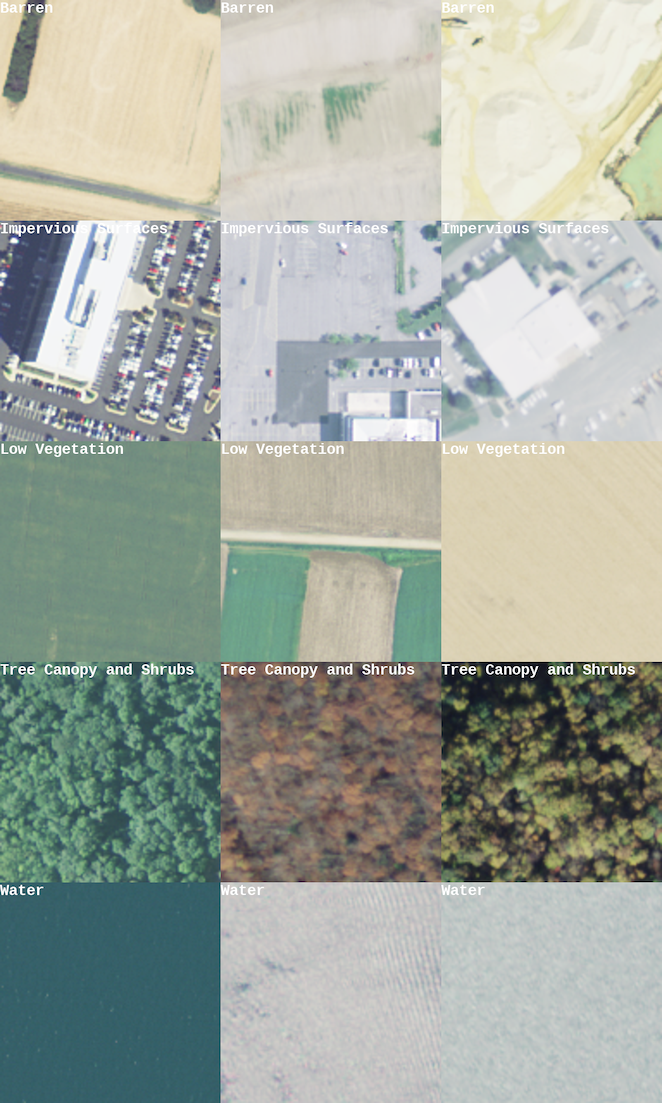 Barren Barren Barren
Impervious Surfaces Impervious Surfaces Impervious Surfaces
Low Vegetation Low Vegetation Low Vegetation
Tree Canopy and Shrubs Tree Canopy and Shrubs Tree Canopy and Shrubs
Water Water Water